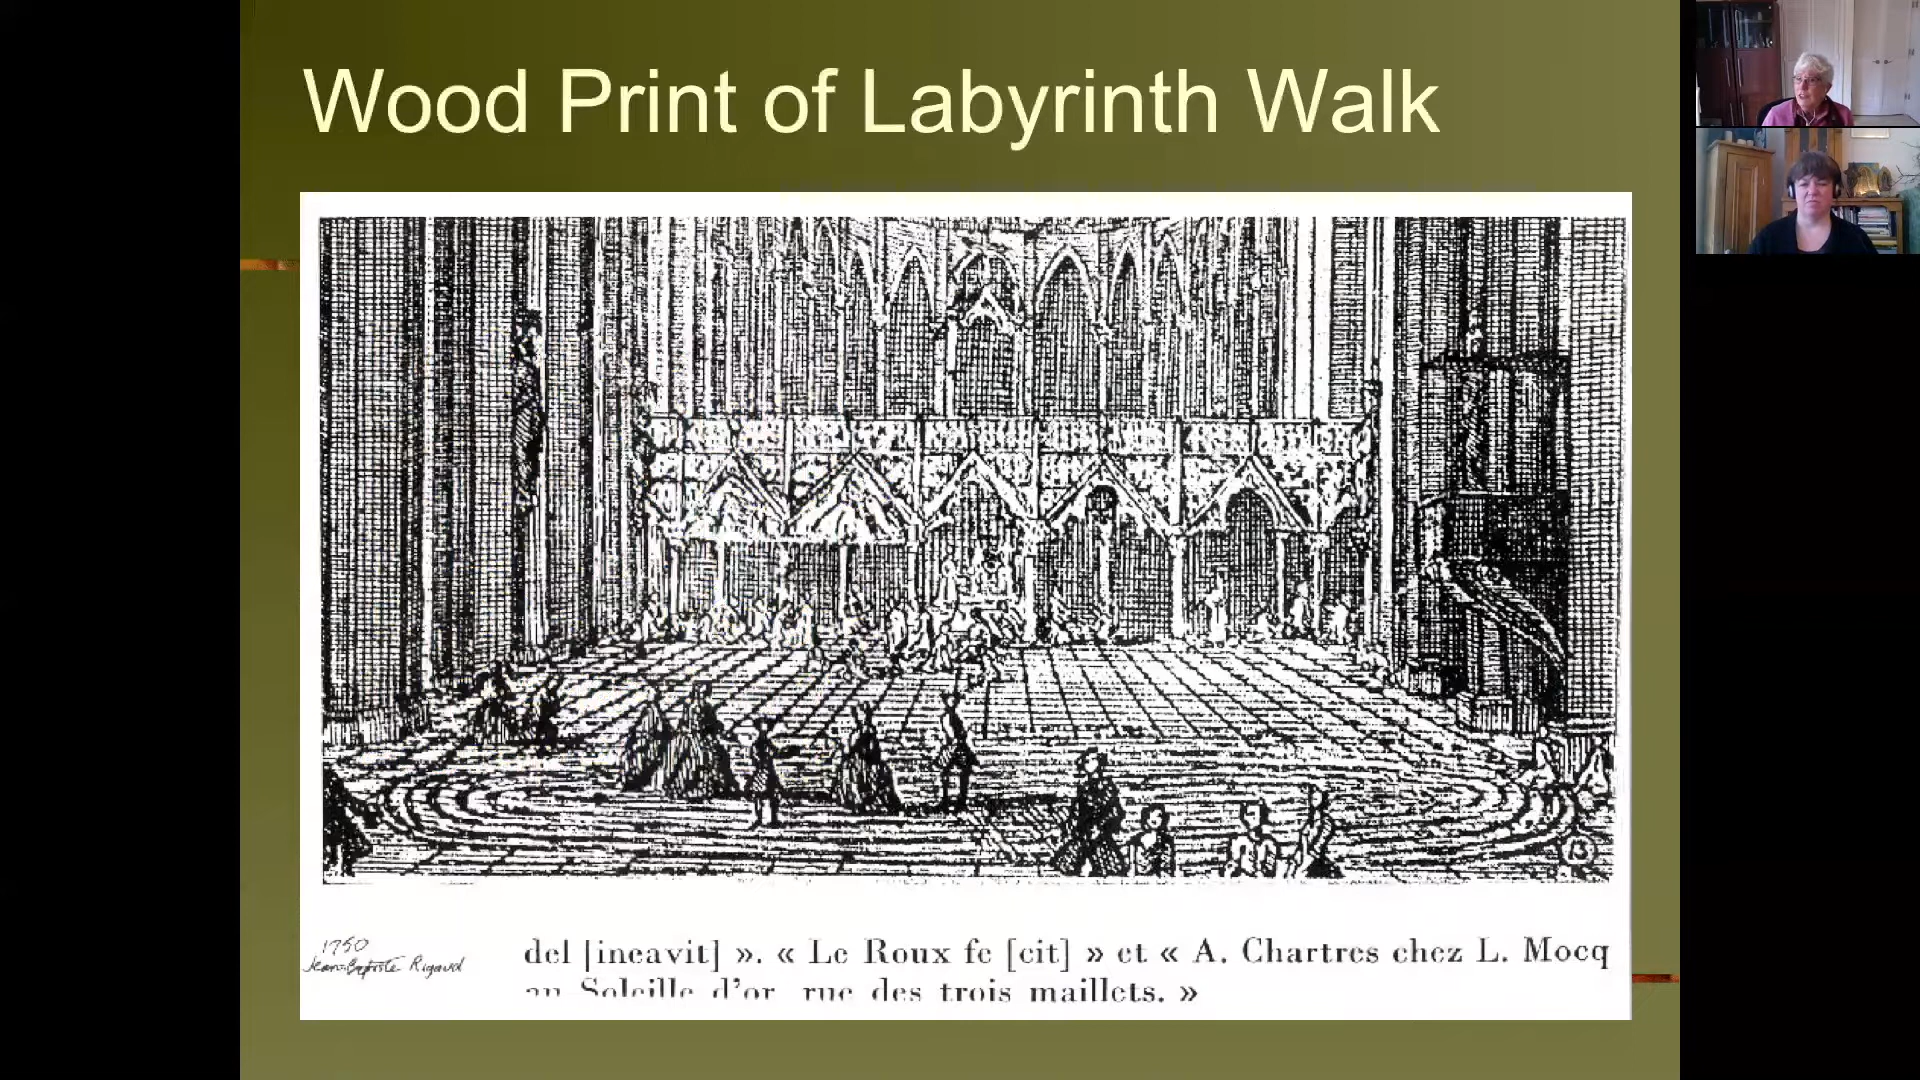 Wood Print of Labyrinth Walk
13
1750
Jean-Baptiste Rigaud
del [ineavit] ». « Le Roux fe [cit] » et « A. Chartres chez L. Mocq
au Soleille d'or, rue des trois maillets. »